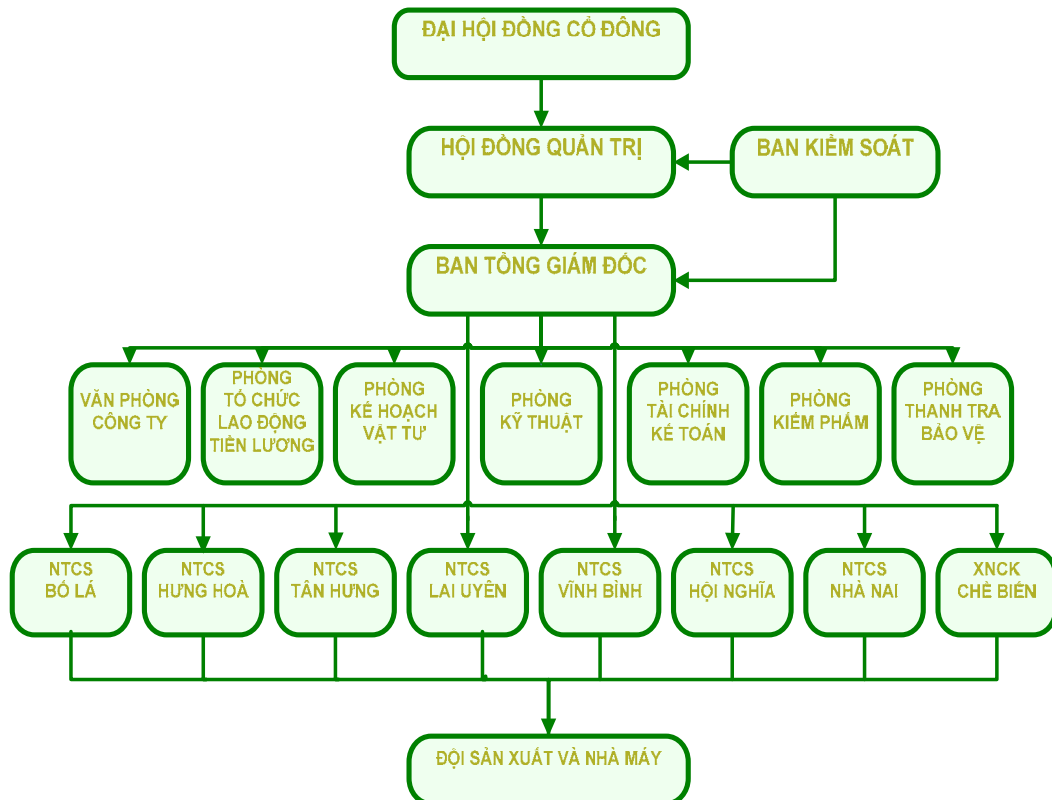 ĐẠI HỘI ĐỒNG CỔ ĐÔNG
HỘI ĐỒNG QUẢN TRỊ
BAN KIỂM SOÁT
BAN TỔNG GIÁM ĐỐC
VĂN PHÒNG
CÔNG TY
PHÒNG
TỔ CHỨC
LAO ĐỘNG
TIỀN LƯƠNG
PHÒNG
KẾ HOẠCH
VẬT TƯ
PHÒNG
KỸ THUẬT
PHÒNG
TÀI CHÍNH
KẾ TOÁN
PHÒNG
KIỂM PHẨM
PHÒNG
THANH TRA
BẢO VỆ
NTCS
BỐ LÁ
NTCS
HƯNG HOÀ
NTCS
TÂN HƯNG
NTCS
LAI UYÊN
NTCS
VĨNH BÌNH
NTCS
HỘI NGHĨA
NTCS
NHÀ NAI
XNCK
CHẾ BIẾN
ĐỘI SẢN XUẤT VÀ NHÀ MÁY